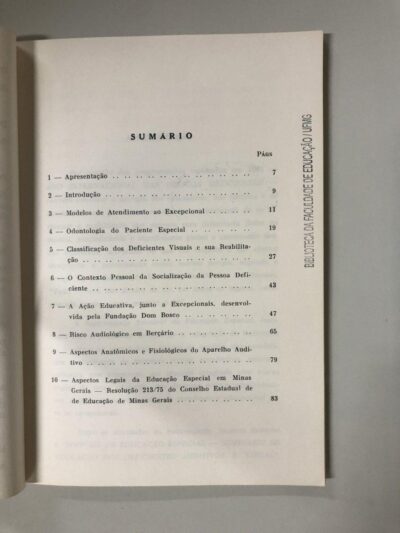 SUMÁRIO
Págs
1 — Apresentação .. .. .. .. .. .. .. .. .. .. .. .. 7
2 — Introdução .. .. .. .. .. .. .. .. .. .. .. .. .. 9
3 — Modelos de Atendimento ao Excepcional .. .. .. .. .. 11
4 — Odontologia do Paciente Especial .. .. .. .. .. .. 19
5 — Classificação dos Deficientes Visuais e sua Reabilita-
ção .. .. .. .. .. .. .. .. .. .. .. .. .. .. .. 27
6 — O Contexto Pessoal da Socialização da Pessoa Defi-
ciente .. .. .. .. .. .. .. .. .. .. .. .. .. .. 43
7 — A Ação Educativa, junto a Excepcionais, desenvol-
vida pela Fundação Dom Bosco .. .. .. .. .. .. .. 47
8 — Risco Audiológico em Berçário .. .. .. .. .. .. .. 65
9 — Aspectos Anatômicos e Fisiológicos do Aparelho Audi-
tivo .. .. .. .. .. .. .. .. .. .. .. .. .. .. .. 79
10 — Aspectos Legais da Educação Especial em Minas
Gerais — Resolução 213/75 do Conselho Estadual de
de Educação de Minas Gerais .. .. .. .. .. .. .. 83
BIBLIOTECA DA FACULDADE DE EDUCAÇÃO / UFMG